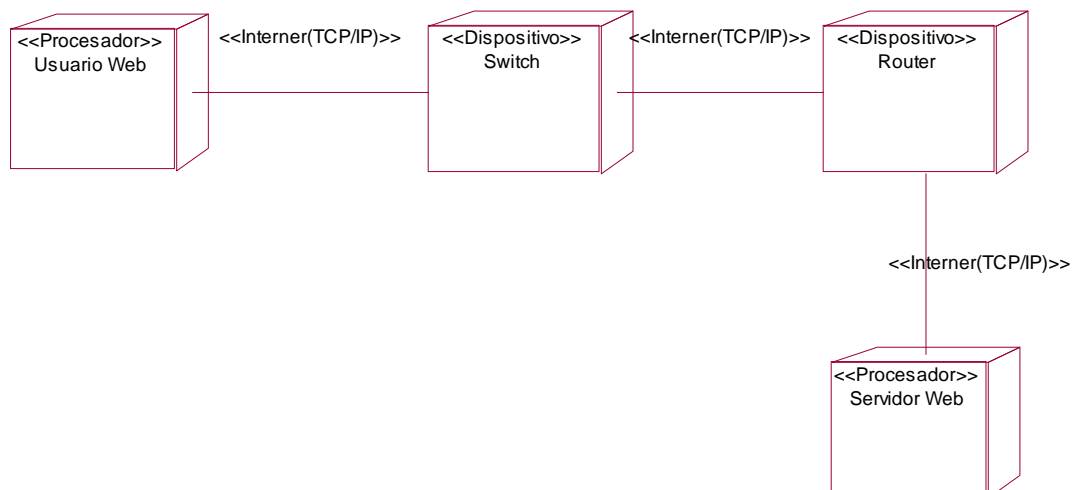 <<Procesador>>
Usuario Web
<<Interner(TCP/IP)>>
<<Dispositivo>>
Switch
<<Interner(TCP/IP)>>
<<Dispositivo>>
Router
<<Interner(TCP/IP)>>
<<Procesador>>
Servidor Web